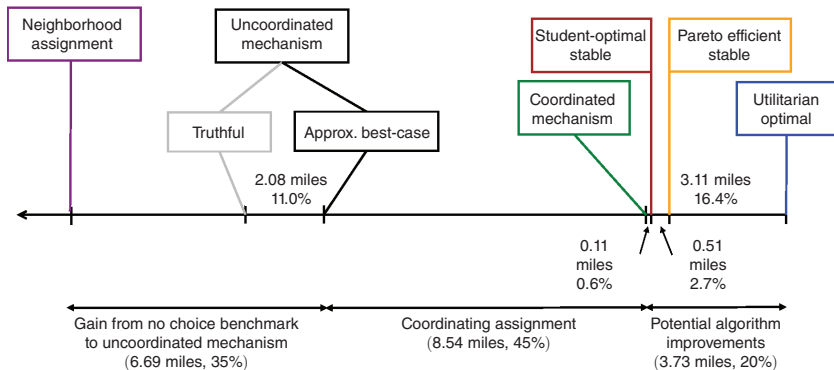 Neighborhood
assignment
Uncoordinated
mechanism
Student-optimal
stable
Pareto efficient
stable
Truthful
Approx. best-case
Coordinated
mechanism
Utilitarian
optimal
2.08 miles
11.0%
3.11 miles
16.4%
0.11
miles
0.6%
0.51
miles
2.7%
Gain from no choice benchmark
to uncoordinated mechanism
(6.69 miles, 35%)
Coordinating assignment
(8.54 miles, 45%)
Potential algorithm
improvements
(3.73 miles, 20%)